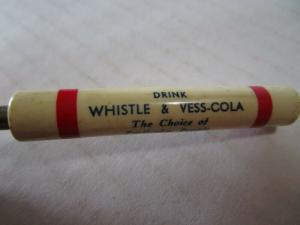 DRINK
WHISTLE & VESS-COLA
The Choice of